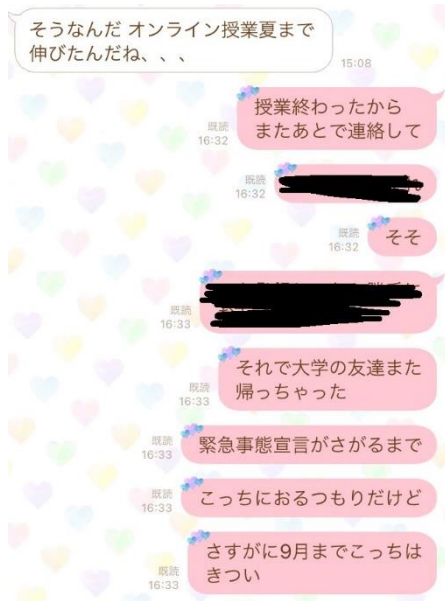 そうなんだ オンライン授業夏まで
伸びたんだね、、、
15:08
授業終わったから
またあとで連絡して
既読
16:32
既読
16:32
そそ
既読
16:32
既読
16:33
それで大学の友達また
帰っちゃった
既読
16:33
緊急事態宣言がさがるまで
既読
16:33
こっちにおるつもりだけど
既読
16:33
さすがに9月までこっちは
きつい
既読
16:33